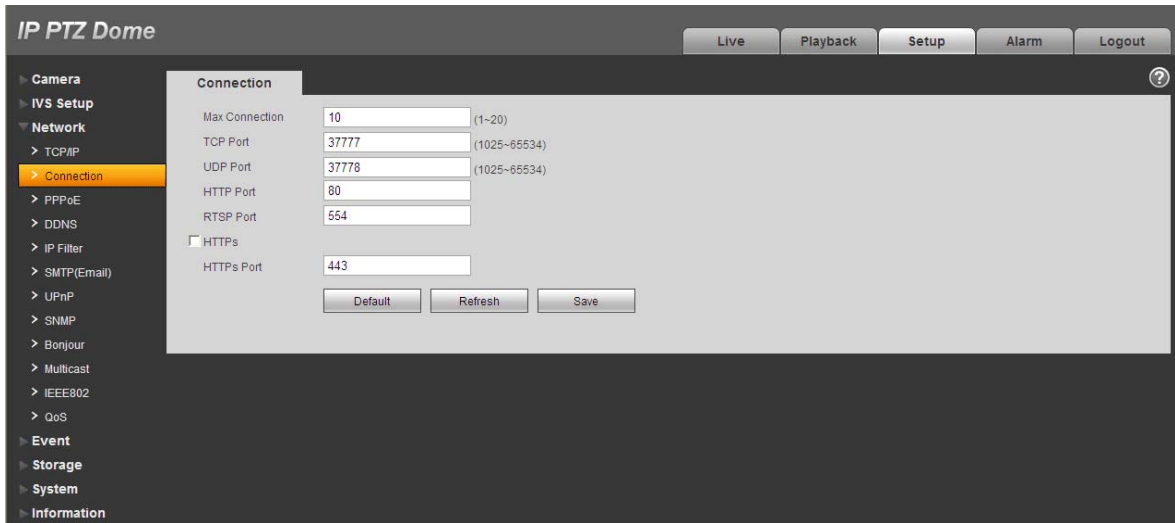 IP PTZ Dome
Live Playback Setup Alarm Logout
Camera
IVS Setup
Network
> TCP/IP
> Connection
> PPPoE
> DDNS
> IP Filter
> SMTP(Email)
> UPnP
> SNMP
> Bonjour
> Multicast
> IEEE802
> QoS
Event
Storage
System
Information
Connection
?
Max Connection 10 (1~20)
TCP Port 37777 (1025~65534)
UDP Port 37778 (1025~65534)
HTTP Port 80
RTSP Port 554
HTTPs
HTTPs Port 443
Default Refresh Save